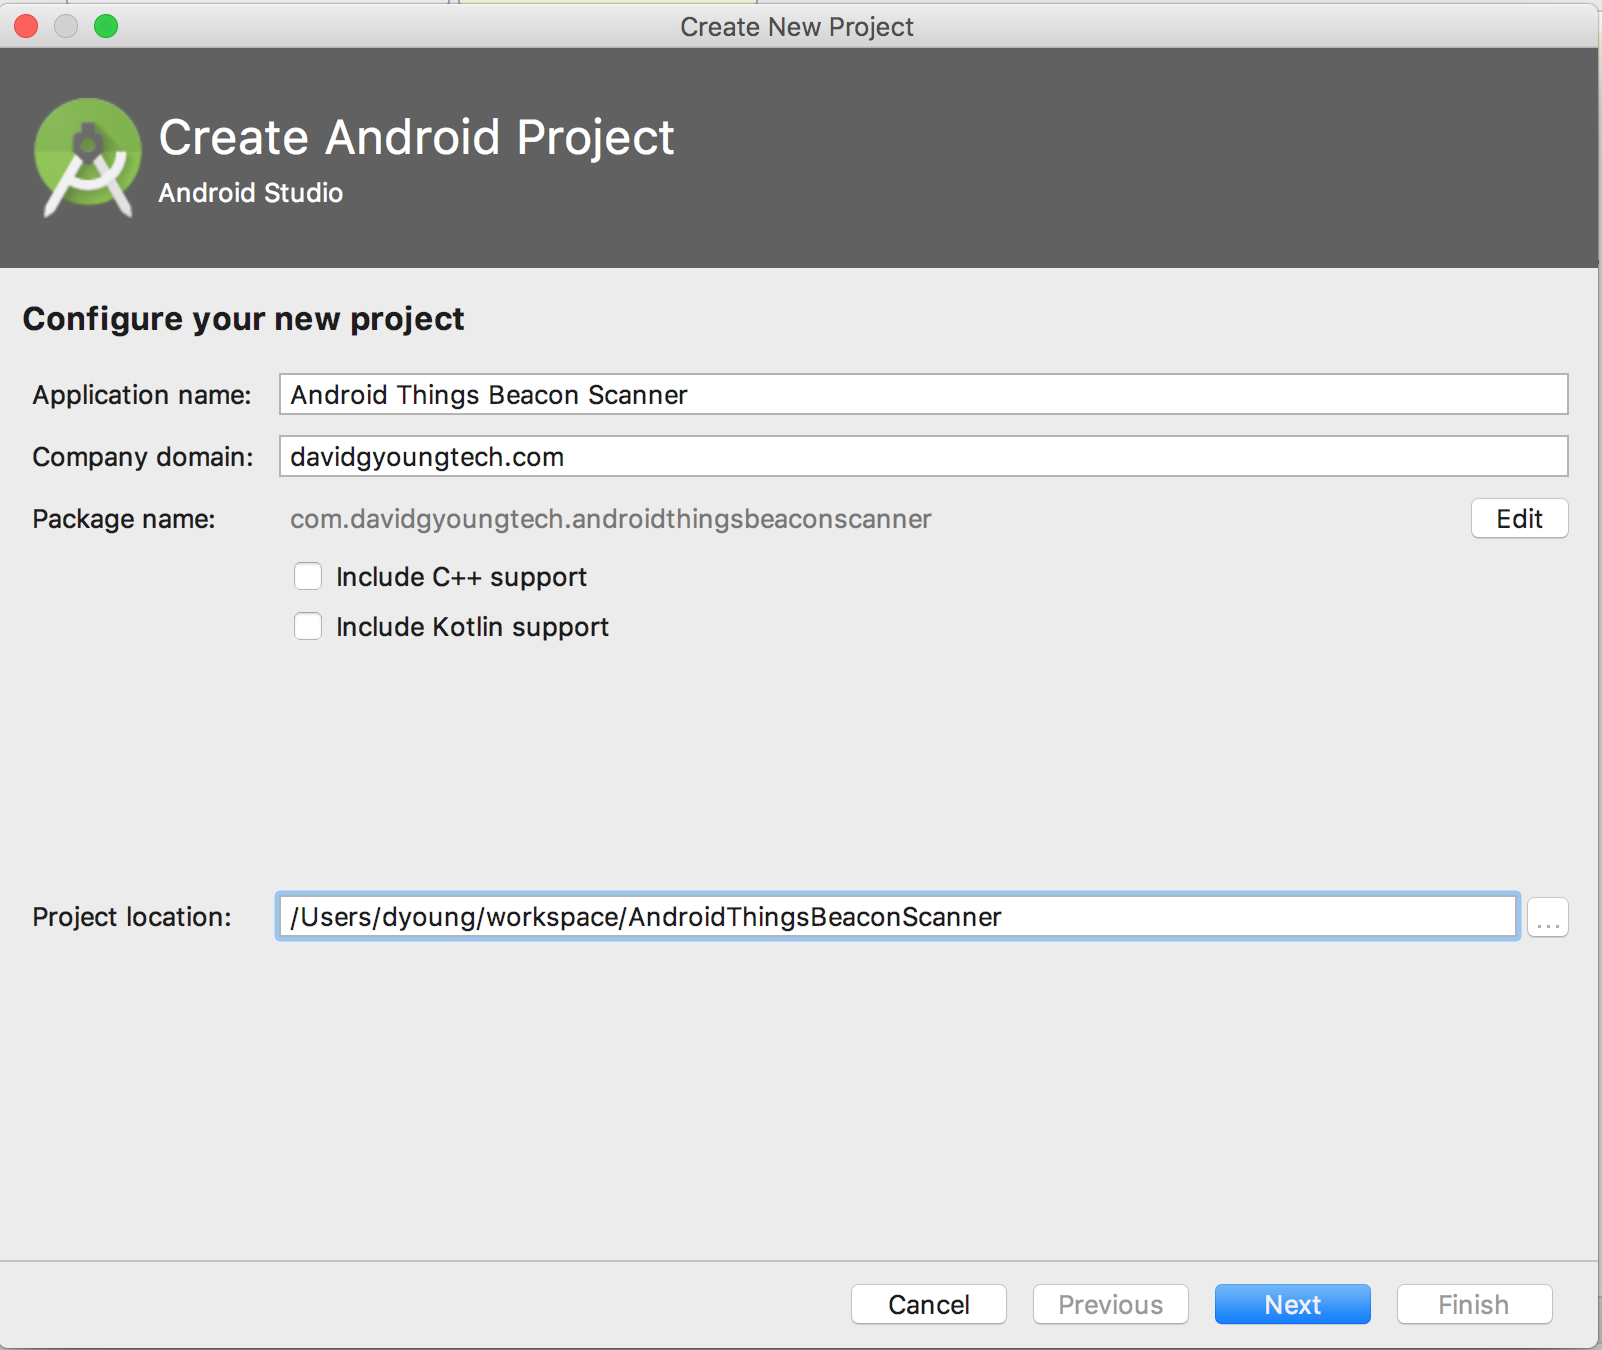 Create New Project
Create Android Project
Android Studio
Configure your new project
Application name: Android Things Beacon Scanner
Company domain: davidgyoungtech.com
Package name: com.davidgyoungtech.androidthingsbeaconscanner Edit
Include C++ support
Include Kotlin support
Project location: /Users/dyoung/workspace/AndroidThingsBeaconScanner ...
Cancel Previous Next Finish